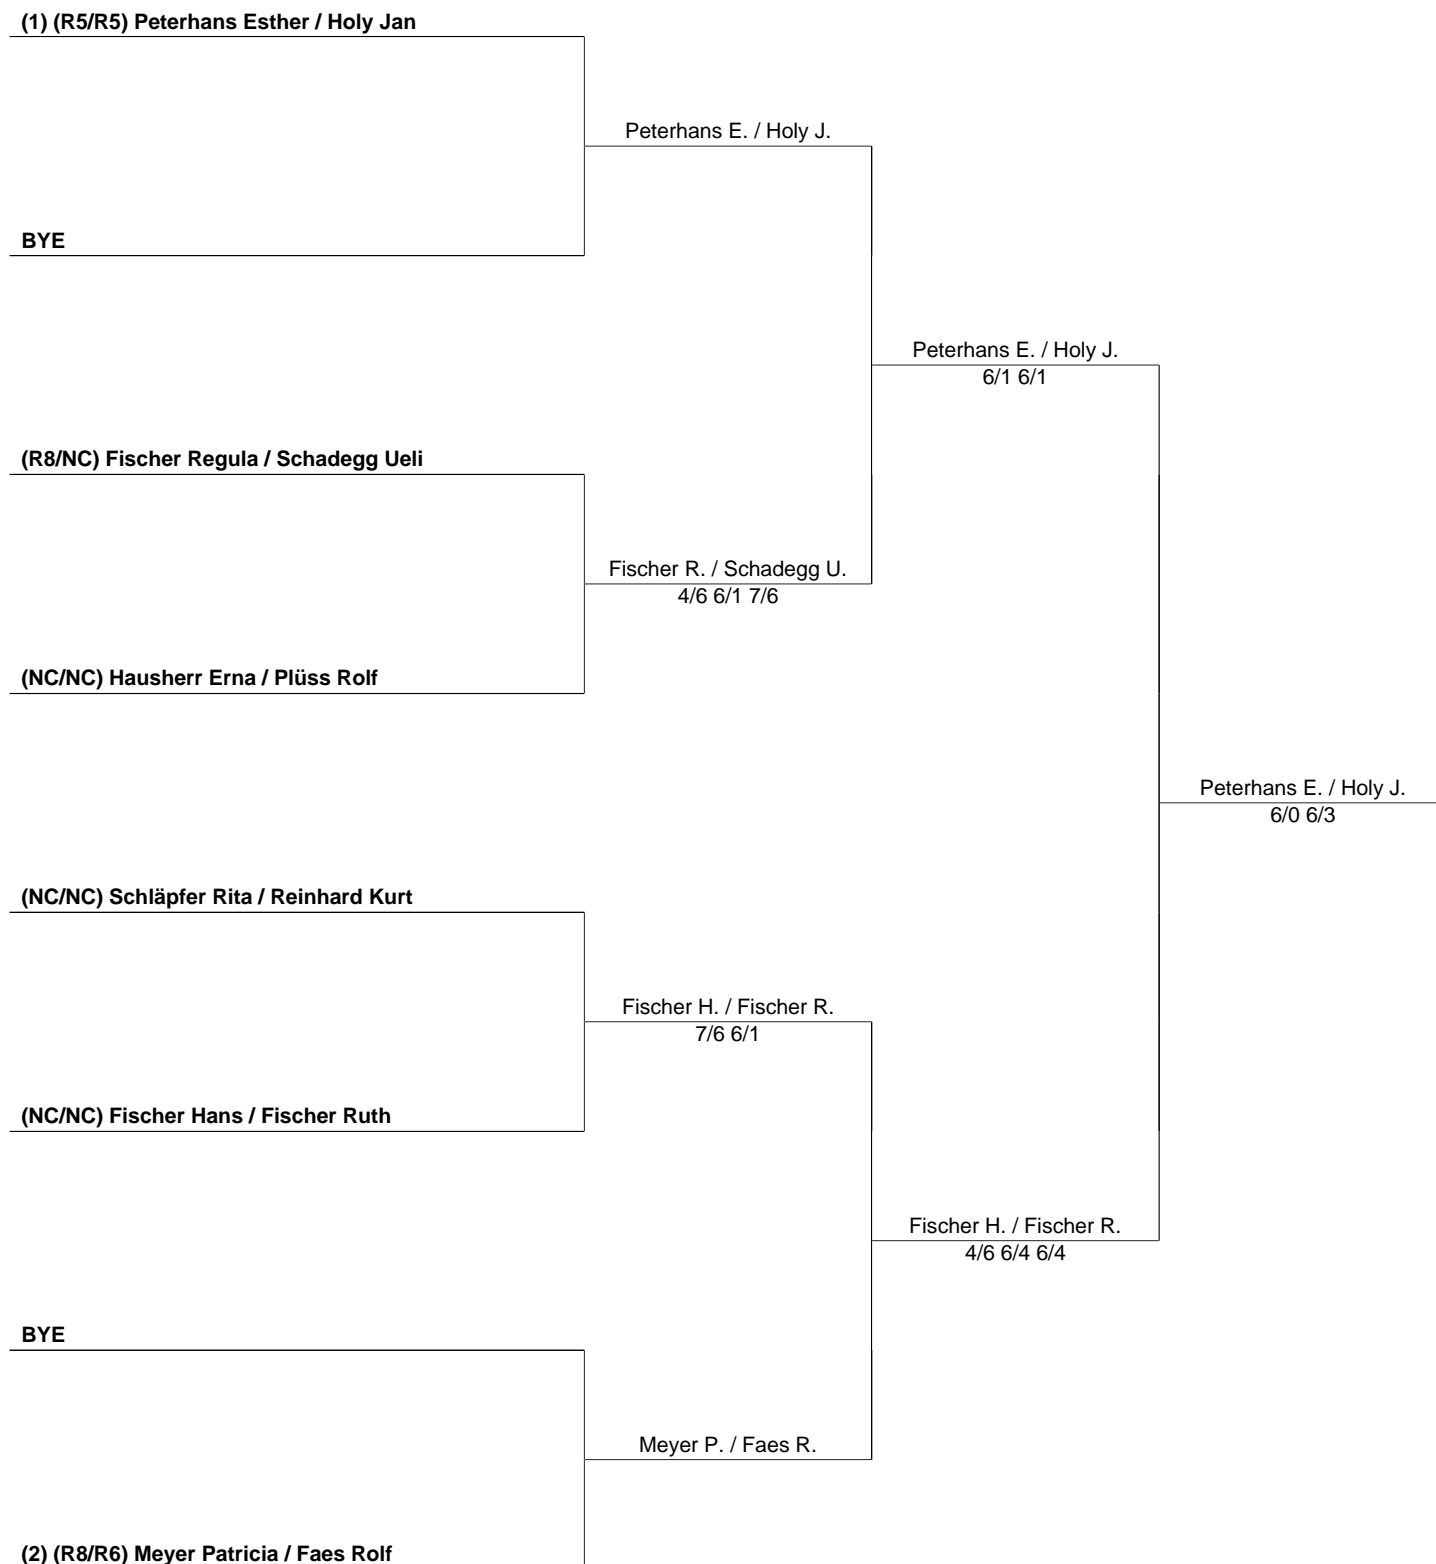 (1) (R5/R5) Peterhans Esther / Holy Jan
Peterhans E. / Holy J.
BYE
Peterhans E. / Holy J.
6/1 6/1
(R8/NC) Fischer Regula / Schadegg Ueli
Fischer R. / Schadegg U.
4/6 6/1 7/6
(NC/NC) Hausherr Erna / Plüss Rolf
Peterhans E. / Holy J.
6/0 6/3
(NC/NC) Schläpfer Rita / Reinhard Kurt
Fischer H. / Fischer R.
7/6 6/1
(NC/NC) Fischer Hans / Fischer Ruth
Fischer H. / Fischer R.
4/6 6/4 6/4
BYE
Meyer P. / Faes R.
(2) (R8/R6) Meyer Patricia / Faes Rolf